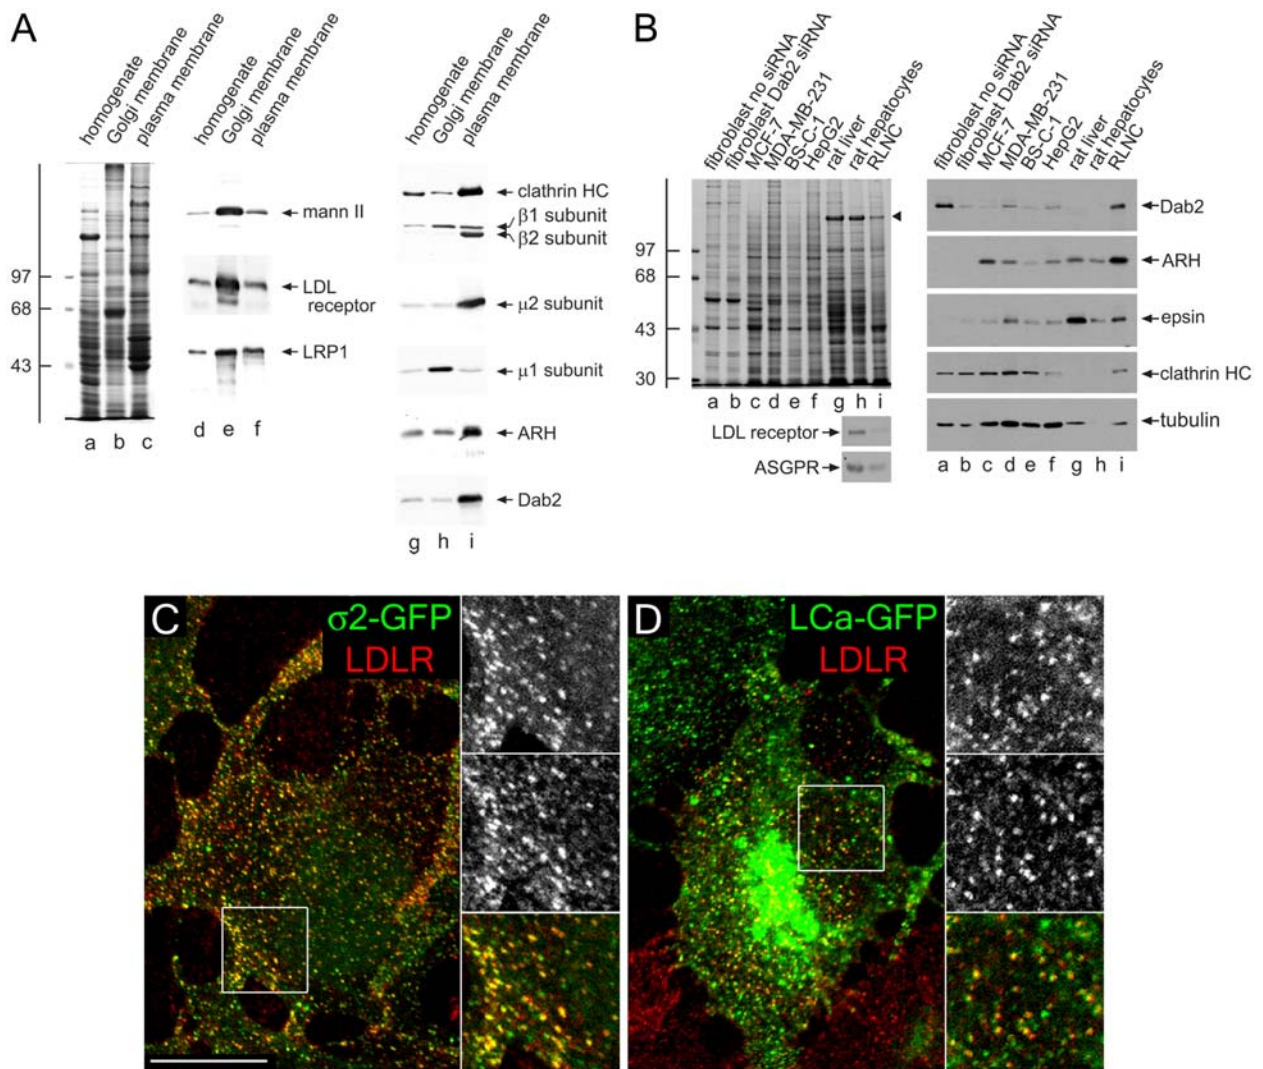 A
homogenate
Golgi membrane
plasma membrane
97
68
43
a b c
homogenate
Golgi membrane
plasma membrane
mann II
LDL
receptor
LRP1
d e f
homogenate
Golgi membrane
plasma membrane
clathrin HC
β1 subunit
β2 subunit
μ2 subunit
μ1 subunit
ARH
Dab2
g h i
B
fibroblast no siRNA
fibroblast Dab2 siRNA
MCF-7
MDA-MB-231
BS-C-1
HepG2
rat liver
rat hepatocytes
RLNC
97
68
43
30
a b c d e f g h i
LDL receptor
ASGPR
fibroblast no siRNA
fibroblast Dab2 siRNA
MCF-7
MDA-MB-231
BS-C-1
HepG2
rat liver
rat hepatocytes
RLNC
Dab2
ARH
epsin
clathrin HC
tubulin
a b c d e f g h i
C
σ2-GFP
LDLR
D
LCa-GFP
LDLR